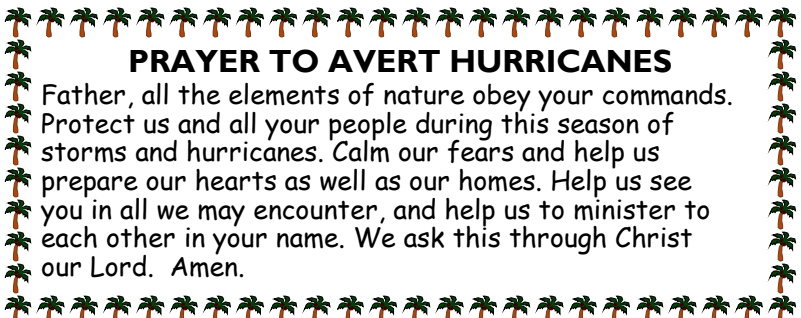 PRAYER TO AVERT HURRICANES
Father, all the elements of nature obey your commands.
Protect us and all your people during this season of
storms and hurricanes. Calm our fears and help us
prepare our hearts as well as our homes. Help us see
you in all we may encounter, and help us to minister to
each other in your name. We ask this through Christ
our Lord.  Amen.